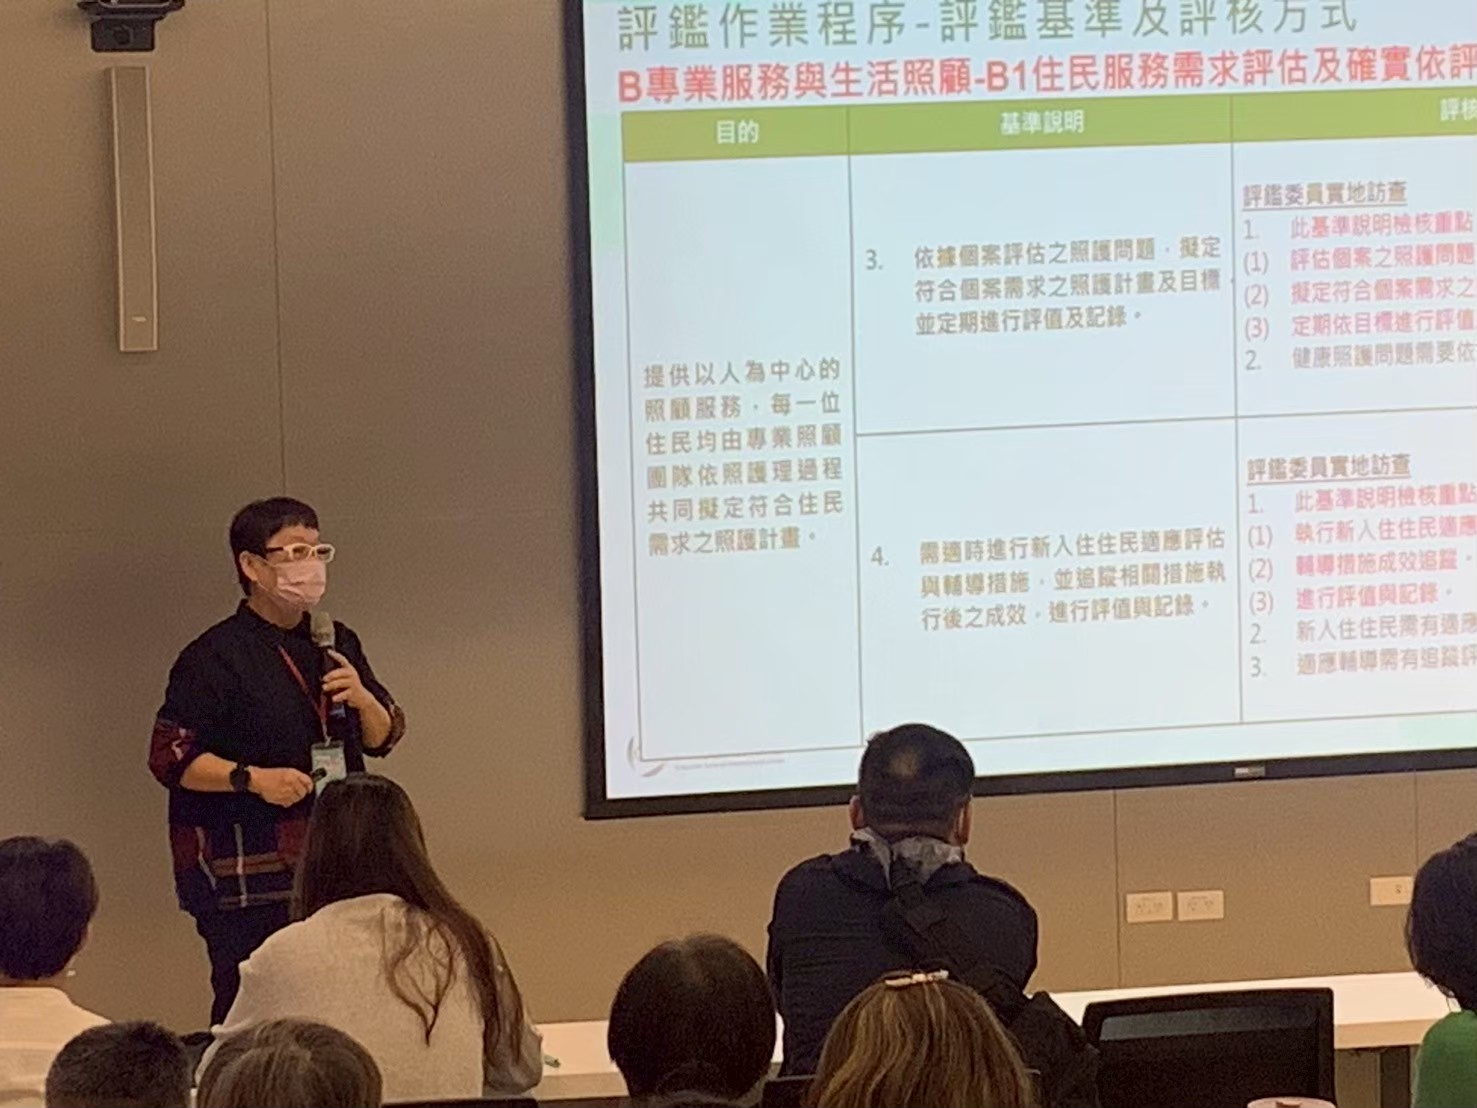 評鑑作業程序-評鑑基準及評核方式
B專業服務與生活照顧-B1住民服務需求評估及確實依評
目的
基準說明
評核
提供以人為中心的
照顧服務，每一位
住民均由專業照顧
團隊依照護理過程
共同擬定符合住民
需求之照護計畫。
3. 依據個案評估之照護問題，擬定
符合個案需求之照護計畫及目標，
並定期進行評值及記錄。
評鑑委員實地訪查
1. 此基準說明檢核重點
(1) 評估個案之照護問題
(2) 擬定符合個案需求之
(3) 定期依目標進行評值
2. 健康照護問題需要依
4. 需適時進行新入住住民適應評估
與輔導措施，並追蹤相關措施執
行後之成效，進行評值與記錄。
評鑑委員實地訪查
1. 此基準說明檢核重點
(1) 執行新入住住民適應
(2) 輔導措施成效追蹤。
(3) 進行評值與記錄。
2. 新入住住民需有適應
3. 適應輔導需有追蹤評